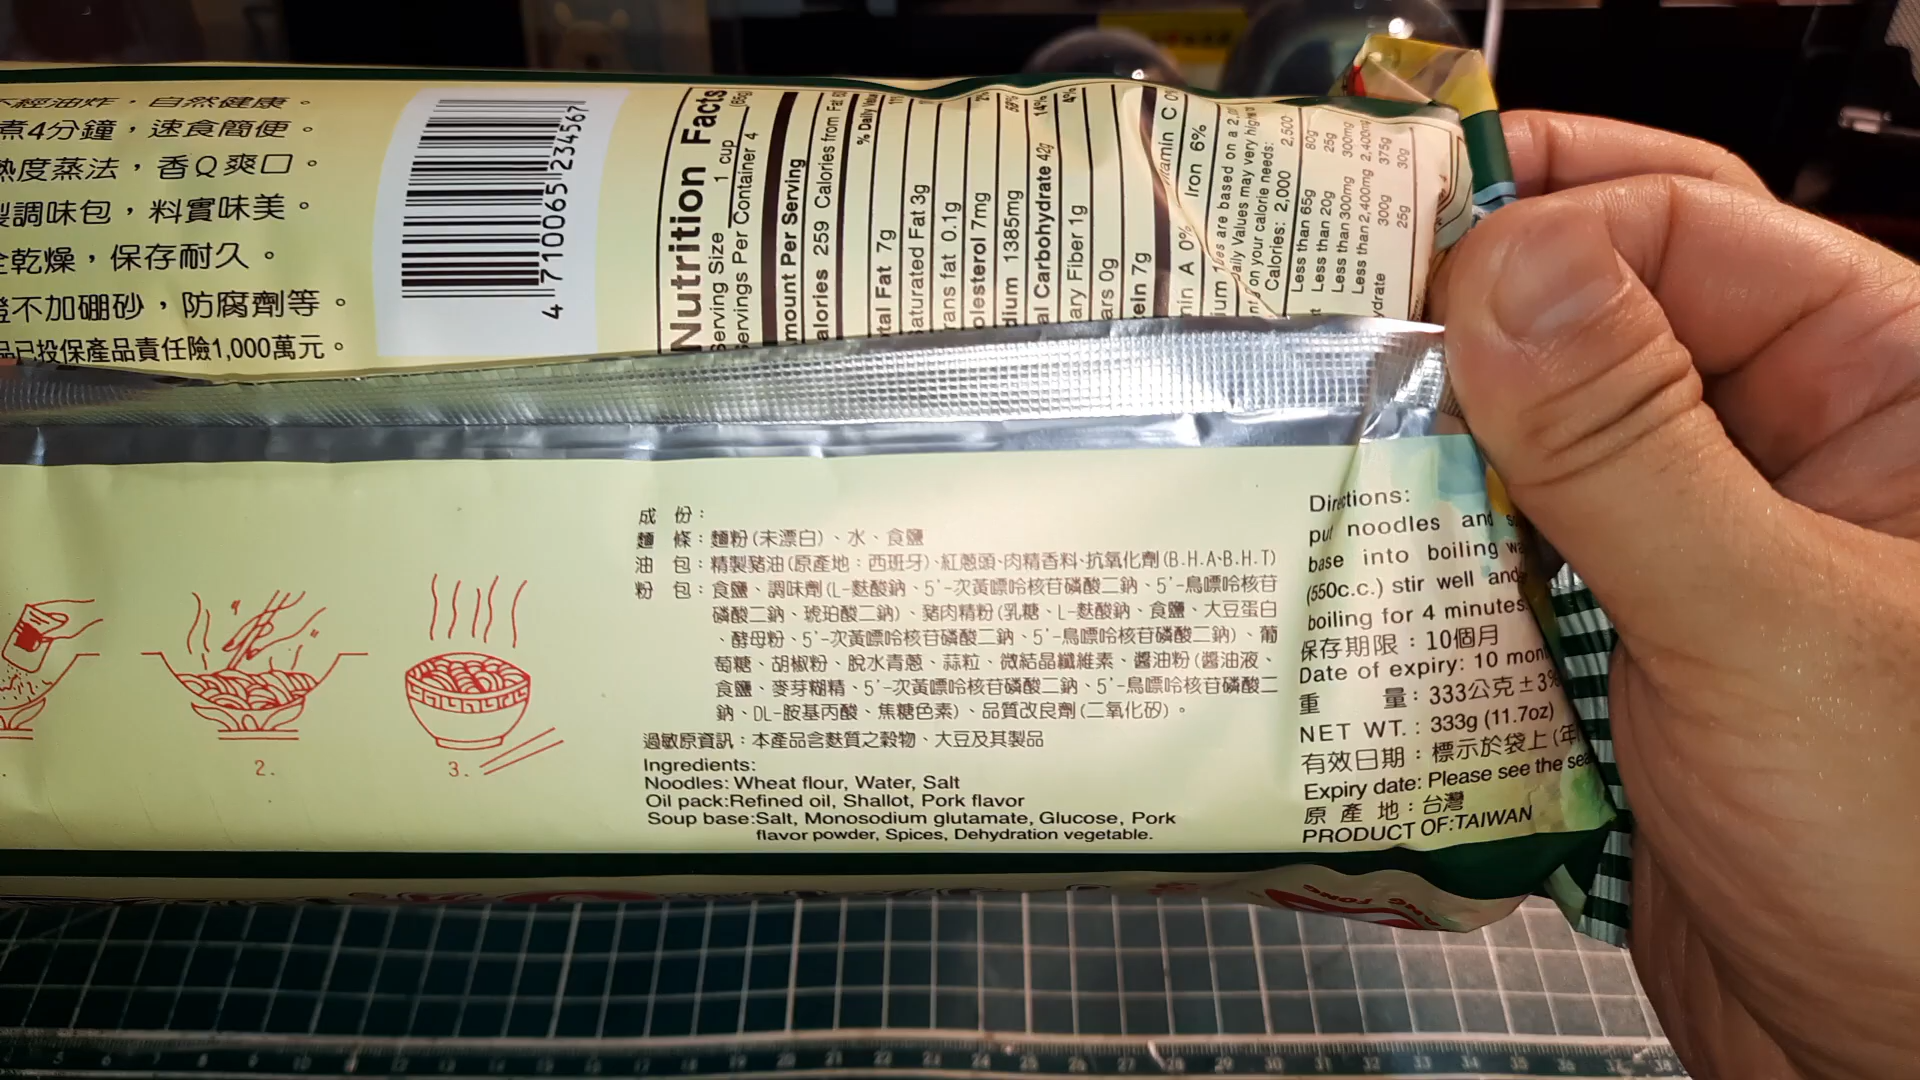 不經油炸，自然健康。
煮4分鐘，速食簡便。
熱度蒸法，香Q爽口。
製調味包，料實味美。
全乾燥，保存耐久。
證不加硼砂，防腐劑等。
品已投保產品責任險1,000萬元。
4 710065 234567
Nutrition Facts
Serving Size 1 cup (85g)
Servings Per Container 4
Amount Per Serving
Calories 259 Calories from Fat
% Daily
Total Fat 7g
Saturated Fat 3g
Trans fat 0.1g
Cholesterol 7mg
Sodium 1385mg
Total Carbohydrate 42g 14%
Dietary Fiber 1g 4%
Sugars 0g
Protein 7g
Vitamin A 0% Vitamin C
Iron 6%
are based on a
Daily Values may very
on your calorie needs:
Calories: 2,000 2,500
Less than 65g 80g
Less than 20g 25g
Less than 300mg 300mg
Less than 2,400mg 2,400mg
300g 375g
25g 30g
成份：
麵條：麵粉(未漂白)、水、食鹽
油包：精製豬油(原產地：西班牙)、紅蔥頭、肉精香料、抗氧化劑(B.H.A、B.H.T)
粉包：食鹽、調味劑(L-麩酸鈉、5'-次黃嘌呤核苷磷酸二鈉、5'-鳥嘌呤核苷
磷酸二鈉、琥珀酸二鈉)、豬肉精粉(乳糖、L-麩酸鈉、食鹽、大豆蛋白
、酵母粉、5'-次黃嘌呤核苷磷酸二鈉、5'-鳥嘌呤核苷磷酸二鈉)、葡
萄糖、胡椒粉、脫水青蔥、蒜粒、微結晶纖維素、醬油粉(醬油液、
食鹽、麥芽糊精、5'-次黃嘌呤核苷磷酸二鈉、5'-鳥嘌呤核苷磷酸二
鈉、DL-胺基丙酸、焦糖色素)、品質改良劑(二氧化矽)。
過敏原資訊：本產品含麩質之穀物、大豆及其製品
Ingredients:
Noodles: Wheat flour, Water, Salt
Oil pack:Refined oil, Shallot, Pork flavor
Soup base:Salt, Monosodium glutamate, Glucose, Pork
flavor powder, Spices, Dehydration vegetable.
2.
3.
Directions:
put noodles and
base into boiling
(550c.c.) stir well and
boiling for 4 minutes.
保存期限：10個月
Date of expiry: 10
重量：333公克±3%
NET WT.: 333g (11.7oz)
有效日期：標示於袋上(年
Expiry date: Please see the
原產地：台灣
PRODUCT OF:TAIWAN